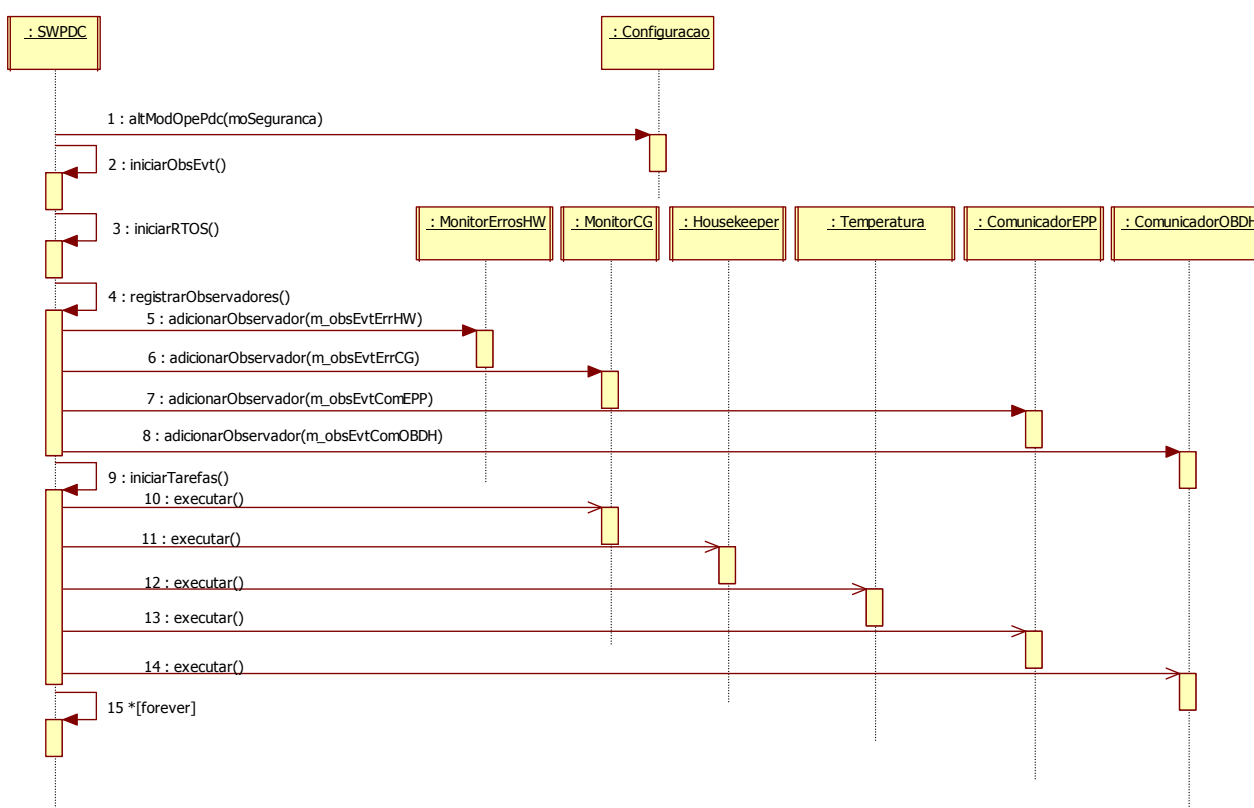 : SWPDC
: Configuracao
1 : altModOpePdc(moSeguranca)
2 : iniciarObsEvt()
3 : iniciarRTOS()
: MonitorErrosHW
: MonitorCG
: Housekeeper
: Temperatura
: ComunicadorEPP
: ComunicadorOBDH
4 : registrarObservadores()
5 : adicionarObservador(m_obsEvtErrHW)
6 : adicionarObservador(m_obsEvtErrCG)
7 : adicionarObservador(m_obsEvtComEPP)
8 : adicionarObservador(m_obsEvtComOBDH)
9 : iniciarTarefas()
10 : executar()
11 : executar()
12 : executar()
13 : executar()
14 : executar()
15 *[forever]